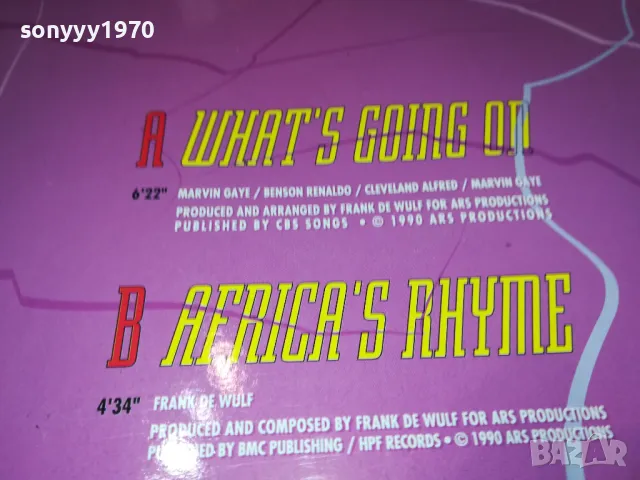 sonyyy1970
A WHAT'S GOING ON
6'22" MARVIN GAYE / BENSON RENALDO / CLEVELAND ALFRED / MARVIN GAYE
PRODUCED AND ARRANGED BY FRANK DE WULF FOR ARS PRODUCTIONS
PUBLISHED BY CBS SONGS • © 1990 ARS PRODUCTIONS
B AFRICA'S RHYME
4'34" FRANK DE WULF
PRODUCED AND COMPOSED BY FRANK DE WULF FOR ARS PRODUCTIONS
PUBLISHED BY BMC PUBLISHING / HPF RECORDS • © 1990 ARS PRODUCTIONS
BAZAR